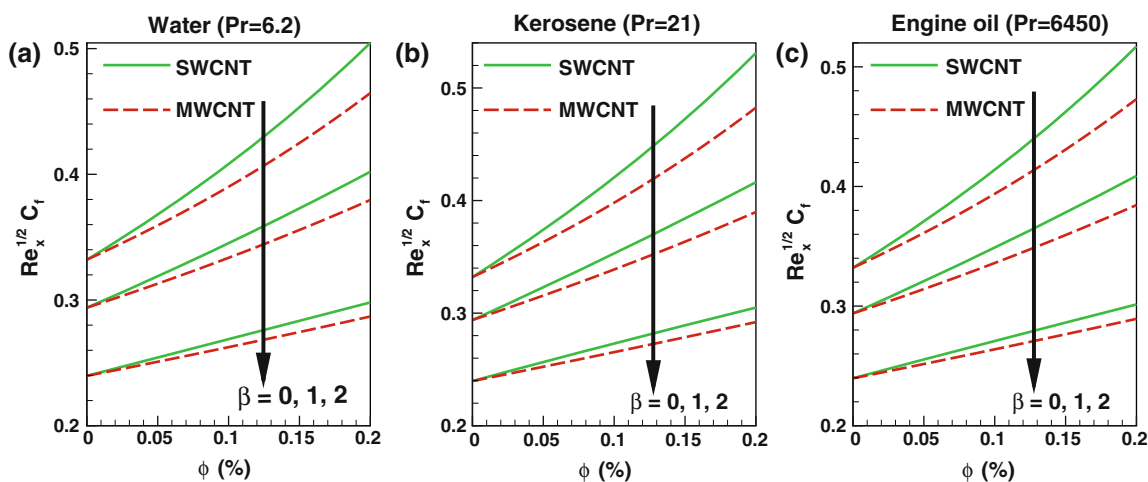 (a) Water (Pr=6.2)
Re_x^{1/2} C_f
0.5
0.4
0.3
0.2
SWCNT
MWCNT
β = 0, 1, 2
0 0.05 0.1 0.15 0.2
ϕ (%)
(b) Kerosene (Pr=21)
Re_x^{1/2} C_f
0.5
0.4
0.3
0.2
SWCNT
MWCNT
β = 0, 1, 2
0 0.05 0.1 0.15 0.2
ϕ (%)
(c) Engine oil (Pr=6450)
Re_x^{1/2} C_f
0.5
0.4
0.3
0.2
SWCNT
MWCNT
β = 0, 1, 2
0 0.05 0.1 0.15 0.2
ϕ (%)